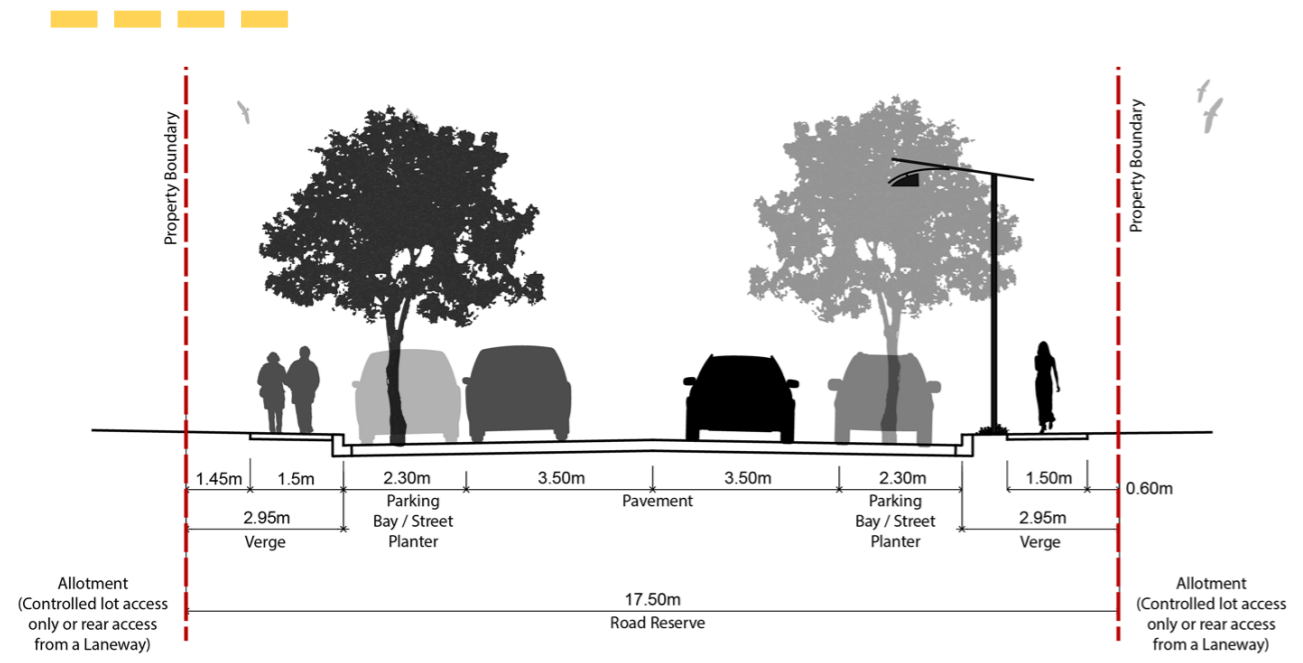 Property Boundary
Property Boundary
1.45m
1.5m
2.30m
3.50m
3.50m
2.30m
1.50m
0.60m
Parking
Bay / Street
Planter
Pavement
Parking
Bay / Street
Planter
2.95m
Verge
2.95m
Verge
Allotment
(Controlled lot access
only or rear access
from a Laneway)
17.50m
Road Reserve
Allotment
(Controlled lot access
only or rear access
from a Laneway)